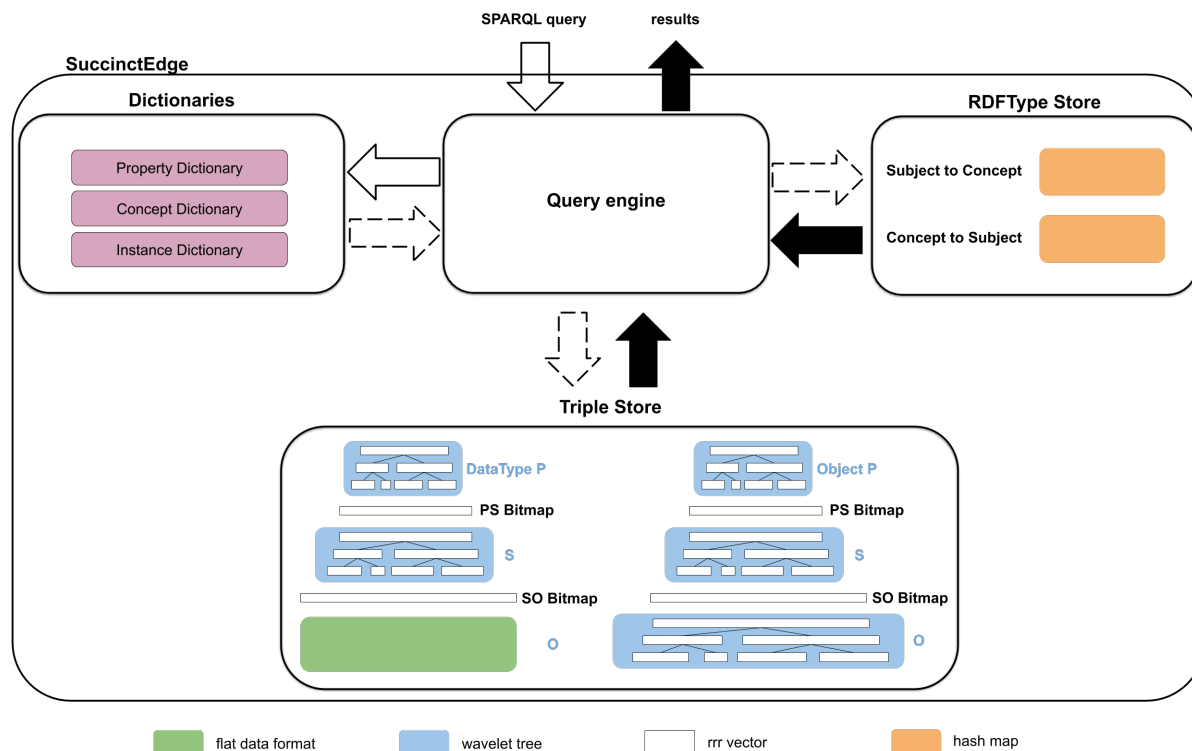 SPARQL query
results
SuccinctEdge
Dictionaries
RDFType Store
Property Dictionary
Concept Dictionary
Instance Dictionary
Query engine
Subject to Concept
Concept to Subject
Triple Store
DataType P
Object P
PS Bitmap
PS Bitmap
S
S
SO Bitmap
SO Bitmap
O
O
flat data format
wavelet tree
rrr vector
hash map